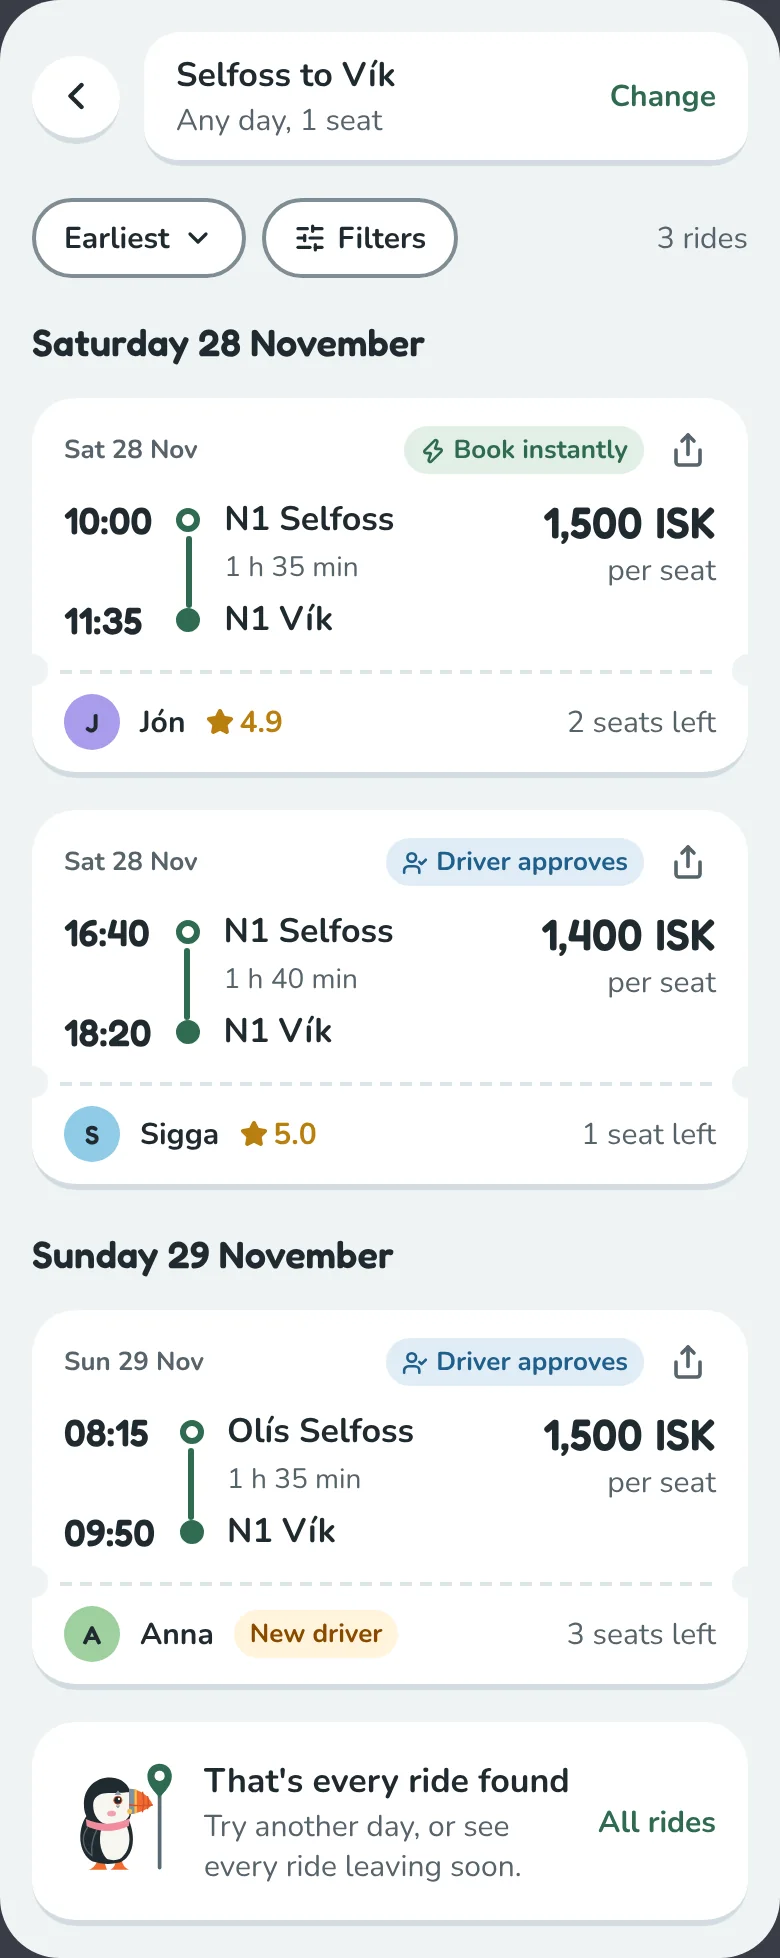 Selfoss to Vík
Any day, 1 seat
Change
Earliest
Filters
3 rides
Saturday 28 November
Sat 28 Nov
Book instantly
10:00
N1 Selfoss
1,500 ISK
1 h 35 min
per seat
11:35
N1 Vík
J
Jón
4.9
2 seats left
Sat 28 Nov
Driver approves
16:40
N1 Selfoss
1,400 ISK
1 h 40 min
per seat
18:20
N1 Vík
S
Sigga
5.0
1 seat left
Sunday 29 November
Sun 29 Nov
Driver approves
08:15
Olís Selfoss
1,500 ISK
1 h 35 min
per seat
09:50
N1 Vík
A
Anna
New driver
3 seats left
That's every ride found
Try another day, or see
every ride leaving soon.
All rides